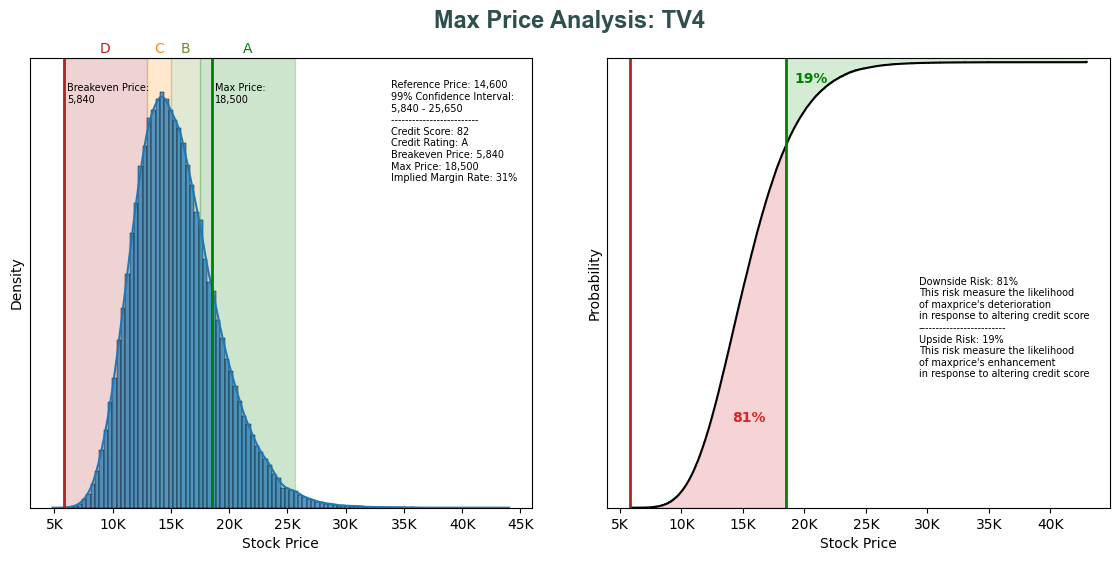 Max Price Analysis: TV4
D C B A
Breakeven Price:
5,840
Max Price:
18,500
Reference Price: 14,600
99% Confidence Interval:
5,840 - 25,650
--------------------------
Credit Score: 82
Credit Rating: A
Breakeven Price: 5,840
Max Price: 18,500
Implied Margin Rate: 31%
Density
5K 10K 15K 20K 25K 30K 35K 40K 45K
Stock Price
19%
81%
Downside Risk: 81%
This risk measure the likelihood
of maxprice's deterioration
in response to altering credit score
--------------------------
Upside Risk: 19%
This risk measure the likelihood
of maxprice's enhancement
in response to altering credit score
Probability
5K 10K 15K 20K 25K 30K 35K 40K
Stock Price